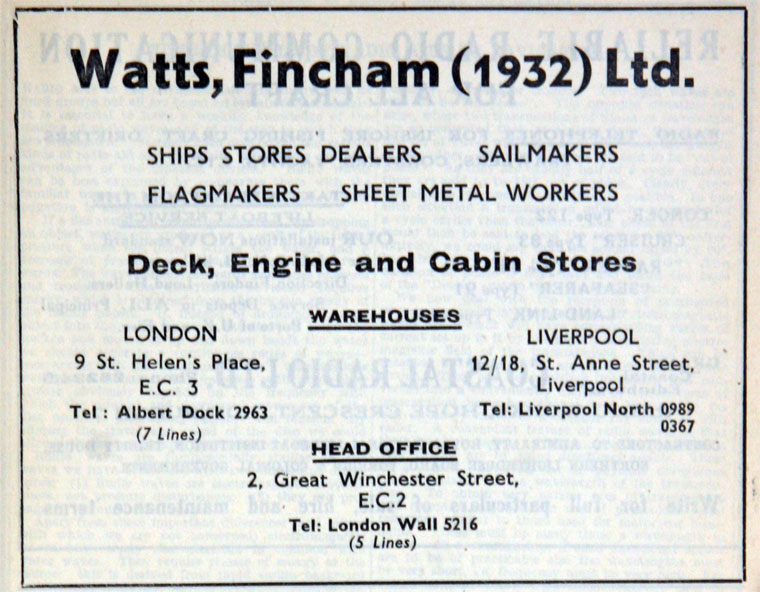 Watts, Fincham (1932) Ltd.
SHIPS STORES DEALERS SAILMAKERS
FLAGMAKERS SHEET METAL WORKERS
Deck, Engine and Cabin Stores
WAREHOUSES
LONDON
9 St. Helen's Place,
E.C. 3
Tel : Albert Dock 2963
(7 Lines)
LIVERPOOL
12/18, St. Anne Street,
Liverpool
Tel: Liverpool North 0989
0367
HEAD OFFICE
2, Great Winchester Street,
E.C.2
Tel: London Wall 5216
(5 Lines)